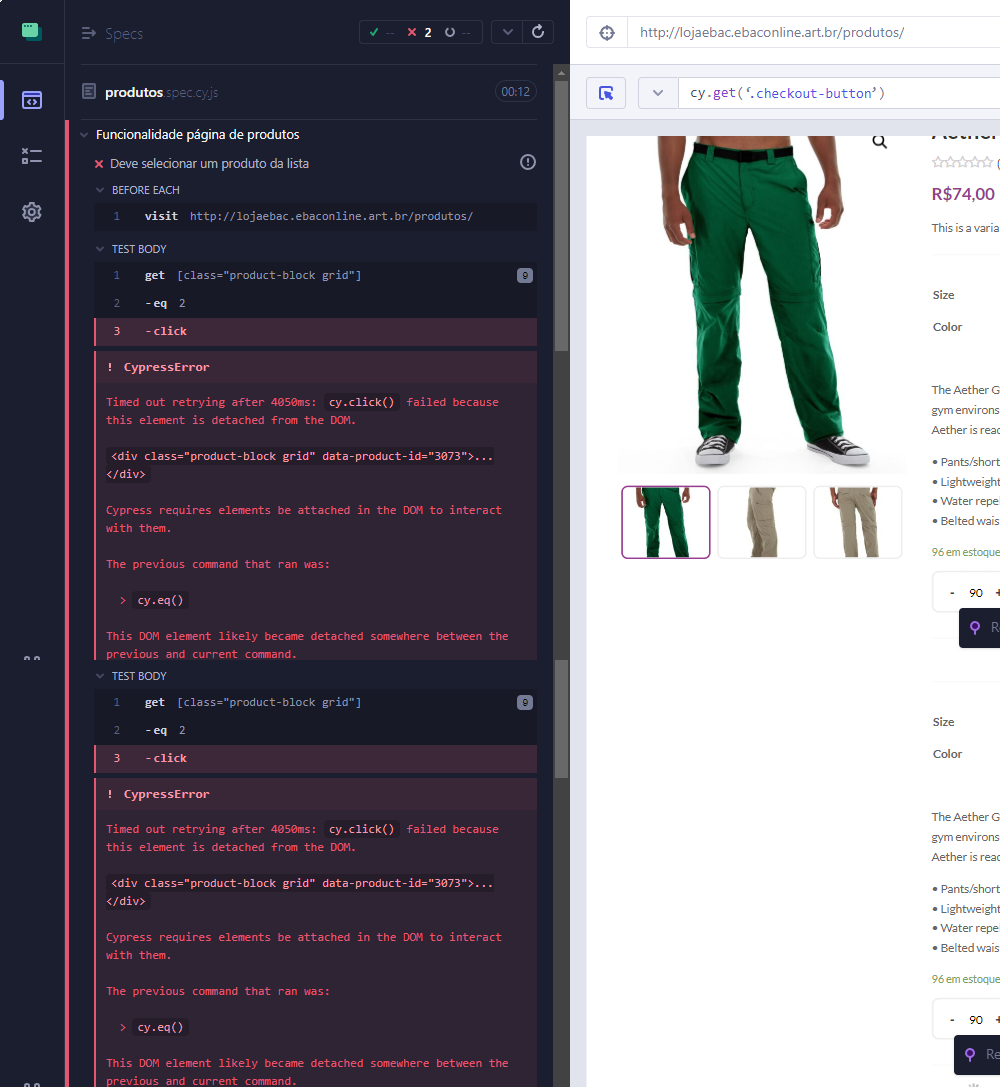 Specs
-- 2 --
produtos.spec.cy.js
00:12
Funcionalidade página de produtos
Deve selecionar um produto da lista
BEFORE EACH
1 visit http://lojaebac.ebaconline.art.br/produtos/
TEST BODY
1 get [class="product-block grid"] 9
2 -eq 2
3 -click
! CypressError
Timed out retrying after 4050ms: cy.click() failed because
this element is detached from the DOM.
<div class="product-block grid" data-product-id="3073">...
</div>
Cypress requires elements be attached in the DOM to interact
with them.
The previous command that ran was:
> cy.eq()
This DOM element likely became detached somewhere between the
previous and current command.
TEST BODY
1 get [class="product-block grid"] 9
2 -eq 2
3 -click
! CypressError
Timed out retrying after 4050ms: cy.click() failed because
this element is detached from the DOM.
<div class="product-block grid" data-product-id="3073">...
</div>
Cypress requires elements be attached in the DOM to interact
with them.
The previous command that ran was:
> cy.eq()
This DOM element likely became detached somewhere between the
previous and current command.
http://lojaebac.ebaconline.art.br/produtos/
cy.get(‘.checkout-button’)
R$74,00
This is a varia
Size
Color
The Aether G
gym environs
Aether is read
• Pants/short
• Lightweight
• Water repel
• Belted wais
96 em estoque
- 90 +
Re
Size
Color
The Aether G
gym environs
Aether is read
• Pants/short
• Lightweight
• Water repel
• Belted wais
96 em estoque
- 90 +
Re